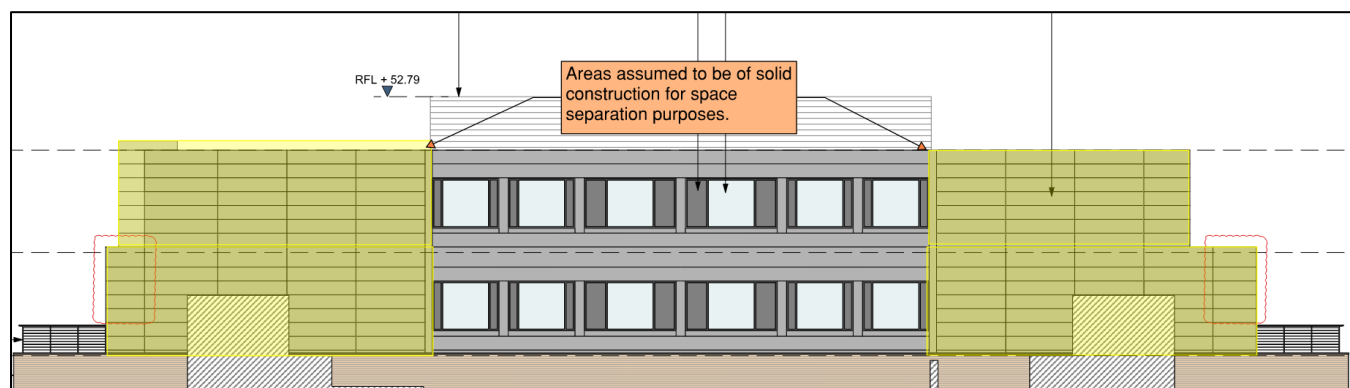 RFL + 52.79
Areas assumed to be of solid
construction for space
separation purposes.